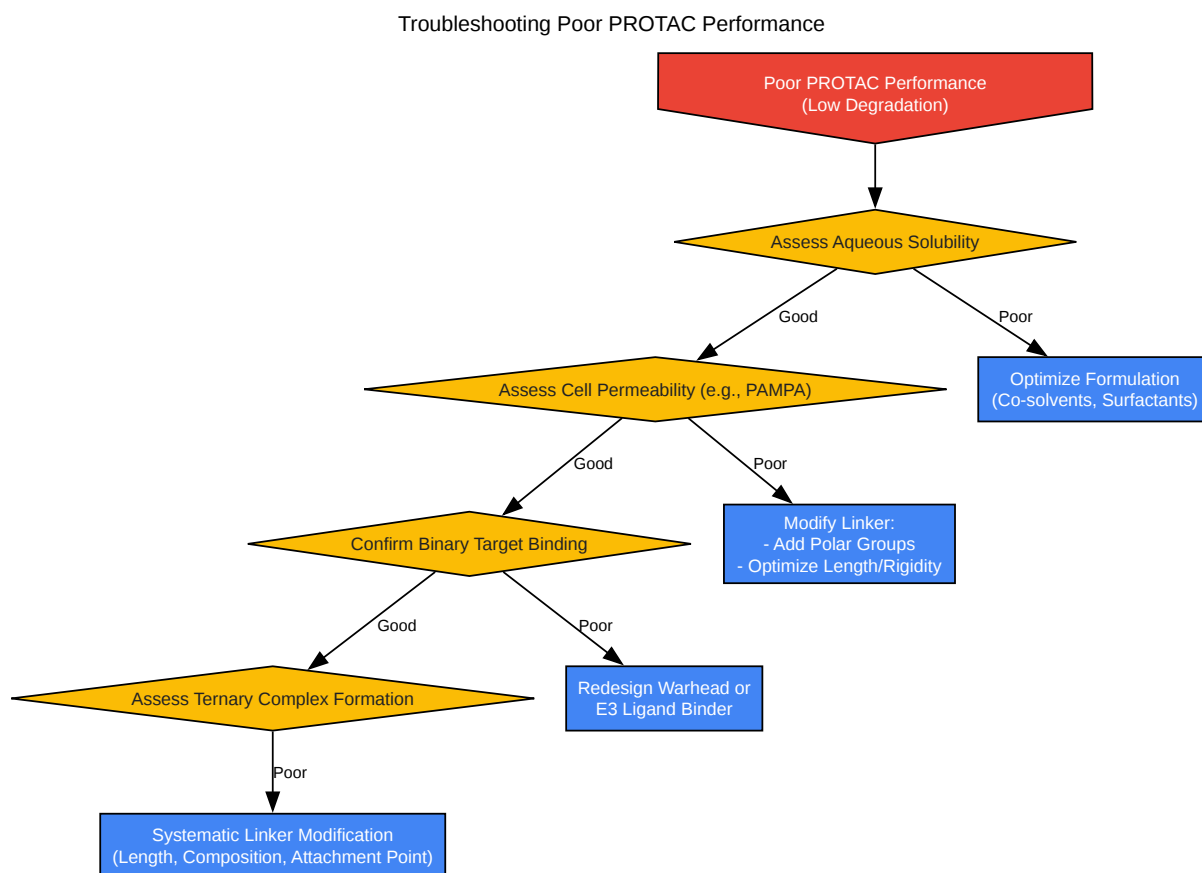 Troubleshooting Poor PROTAC Performance
Poor PROTAC Performance
(Low Degradation)
Assess Aqueous Solubility
Good
Poor
Assess Cell Permeability (e.g., PAMPA)
Optimize Formulation
(Co-solvents, Surfactants)
Good
Poor
Confirm Binary Target Binding
Modify Linker:
- Add Polar Groups
- Optimize Length/Rigidity
Good
Poor
Assess Ternary Complex Formation
Redesign Warhead or
E3 Ligand Binder
Poor
Systematic Linker Modification
(Length, Composition, Attachment Point)